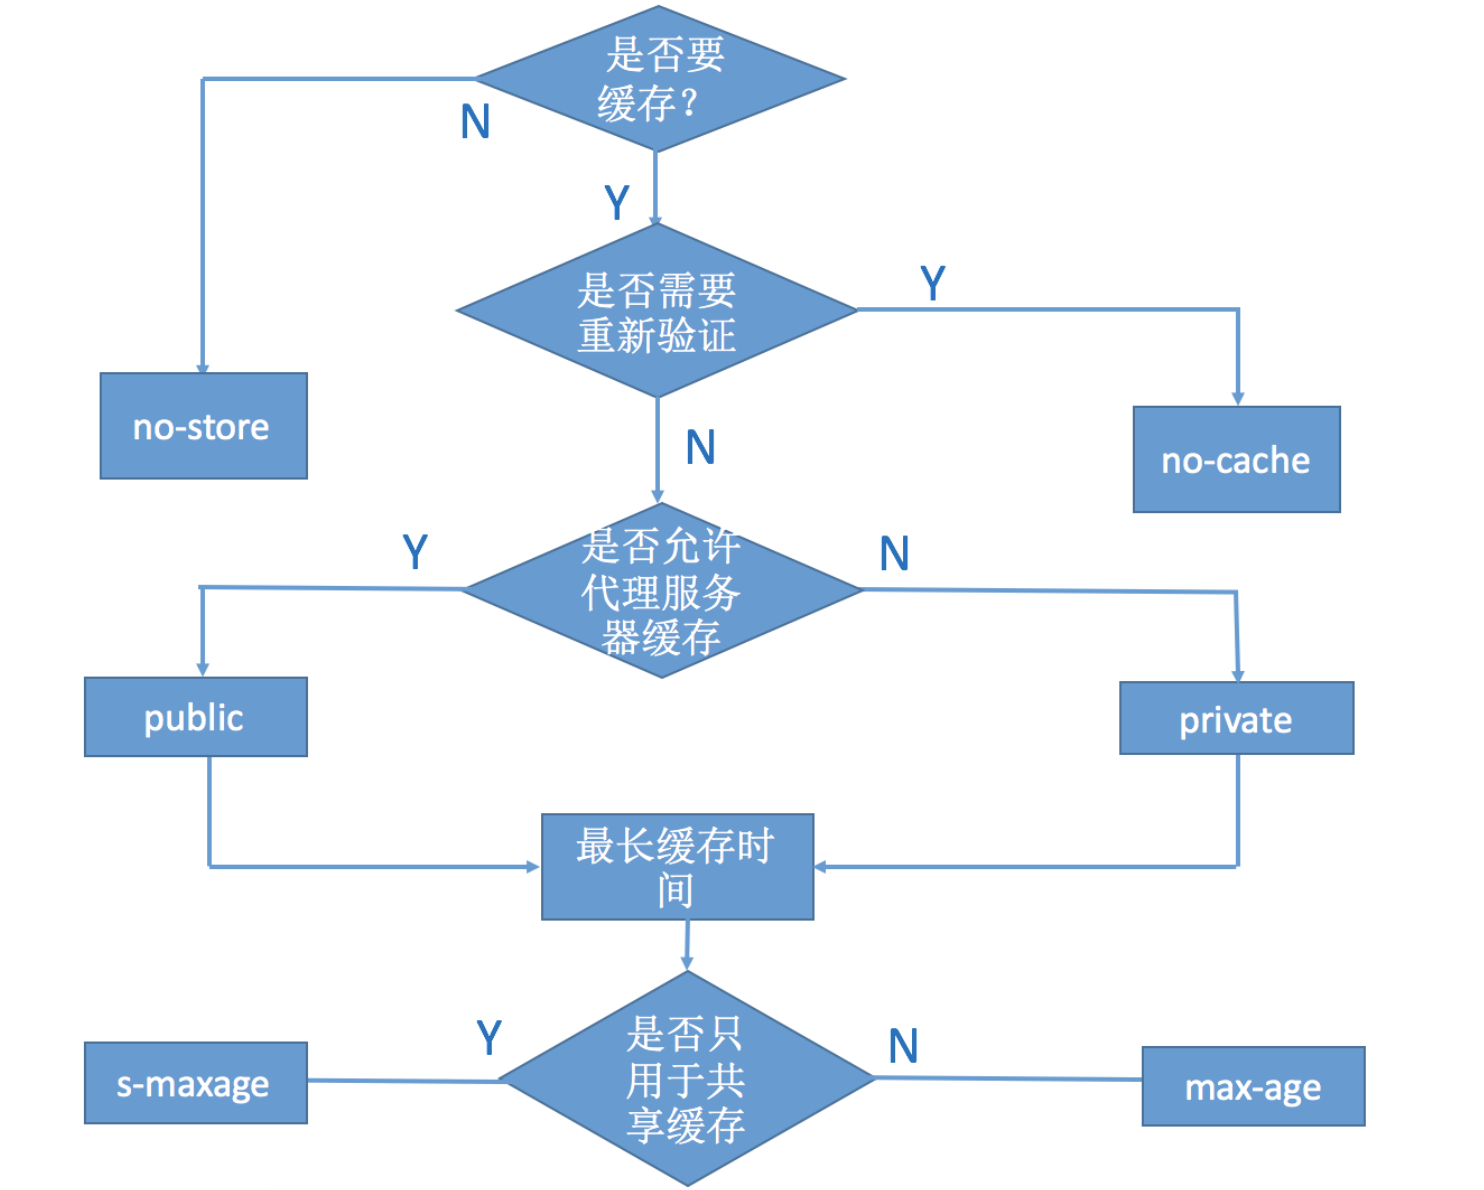 是否要
缓存？
N
Y
是否需要
重新验证
Y
no-store
N
no-cache
是否允许
代理服务
器缓存
Y
N
public
private
最长缓存时
间
是否只
用于共
享缓存
Y
N
s-maxage
max-age